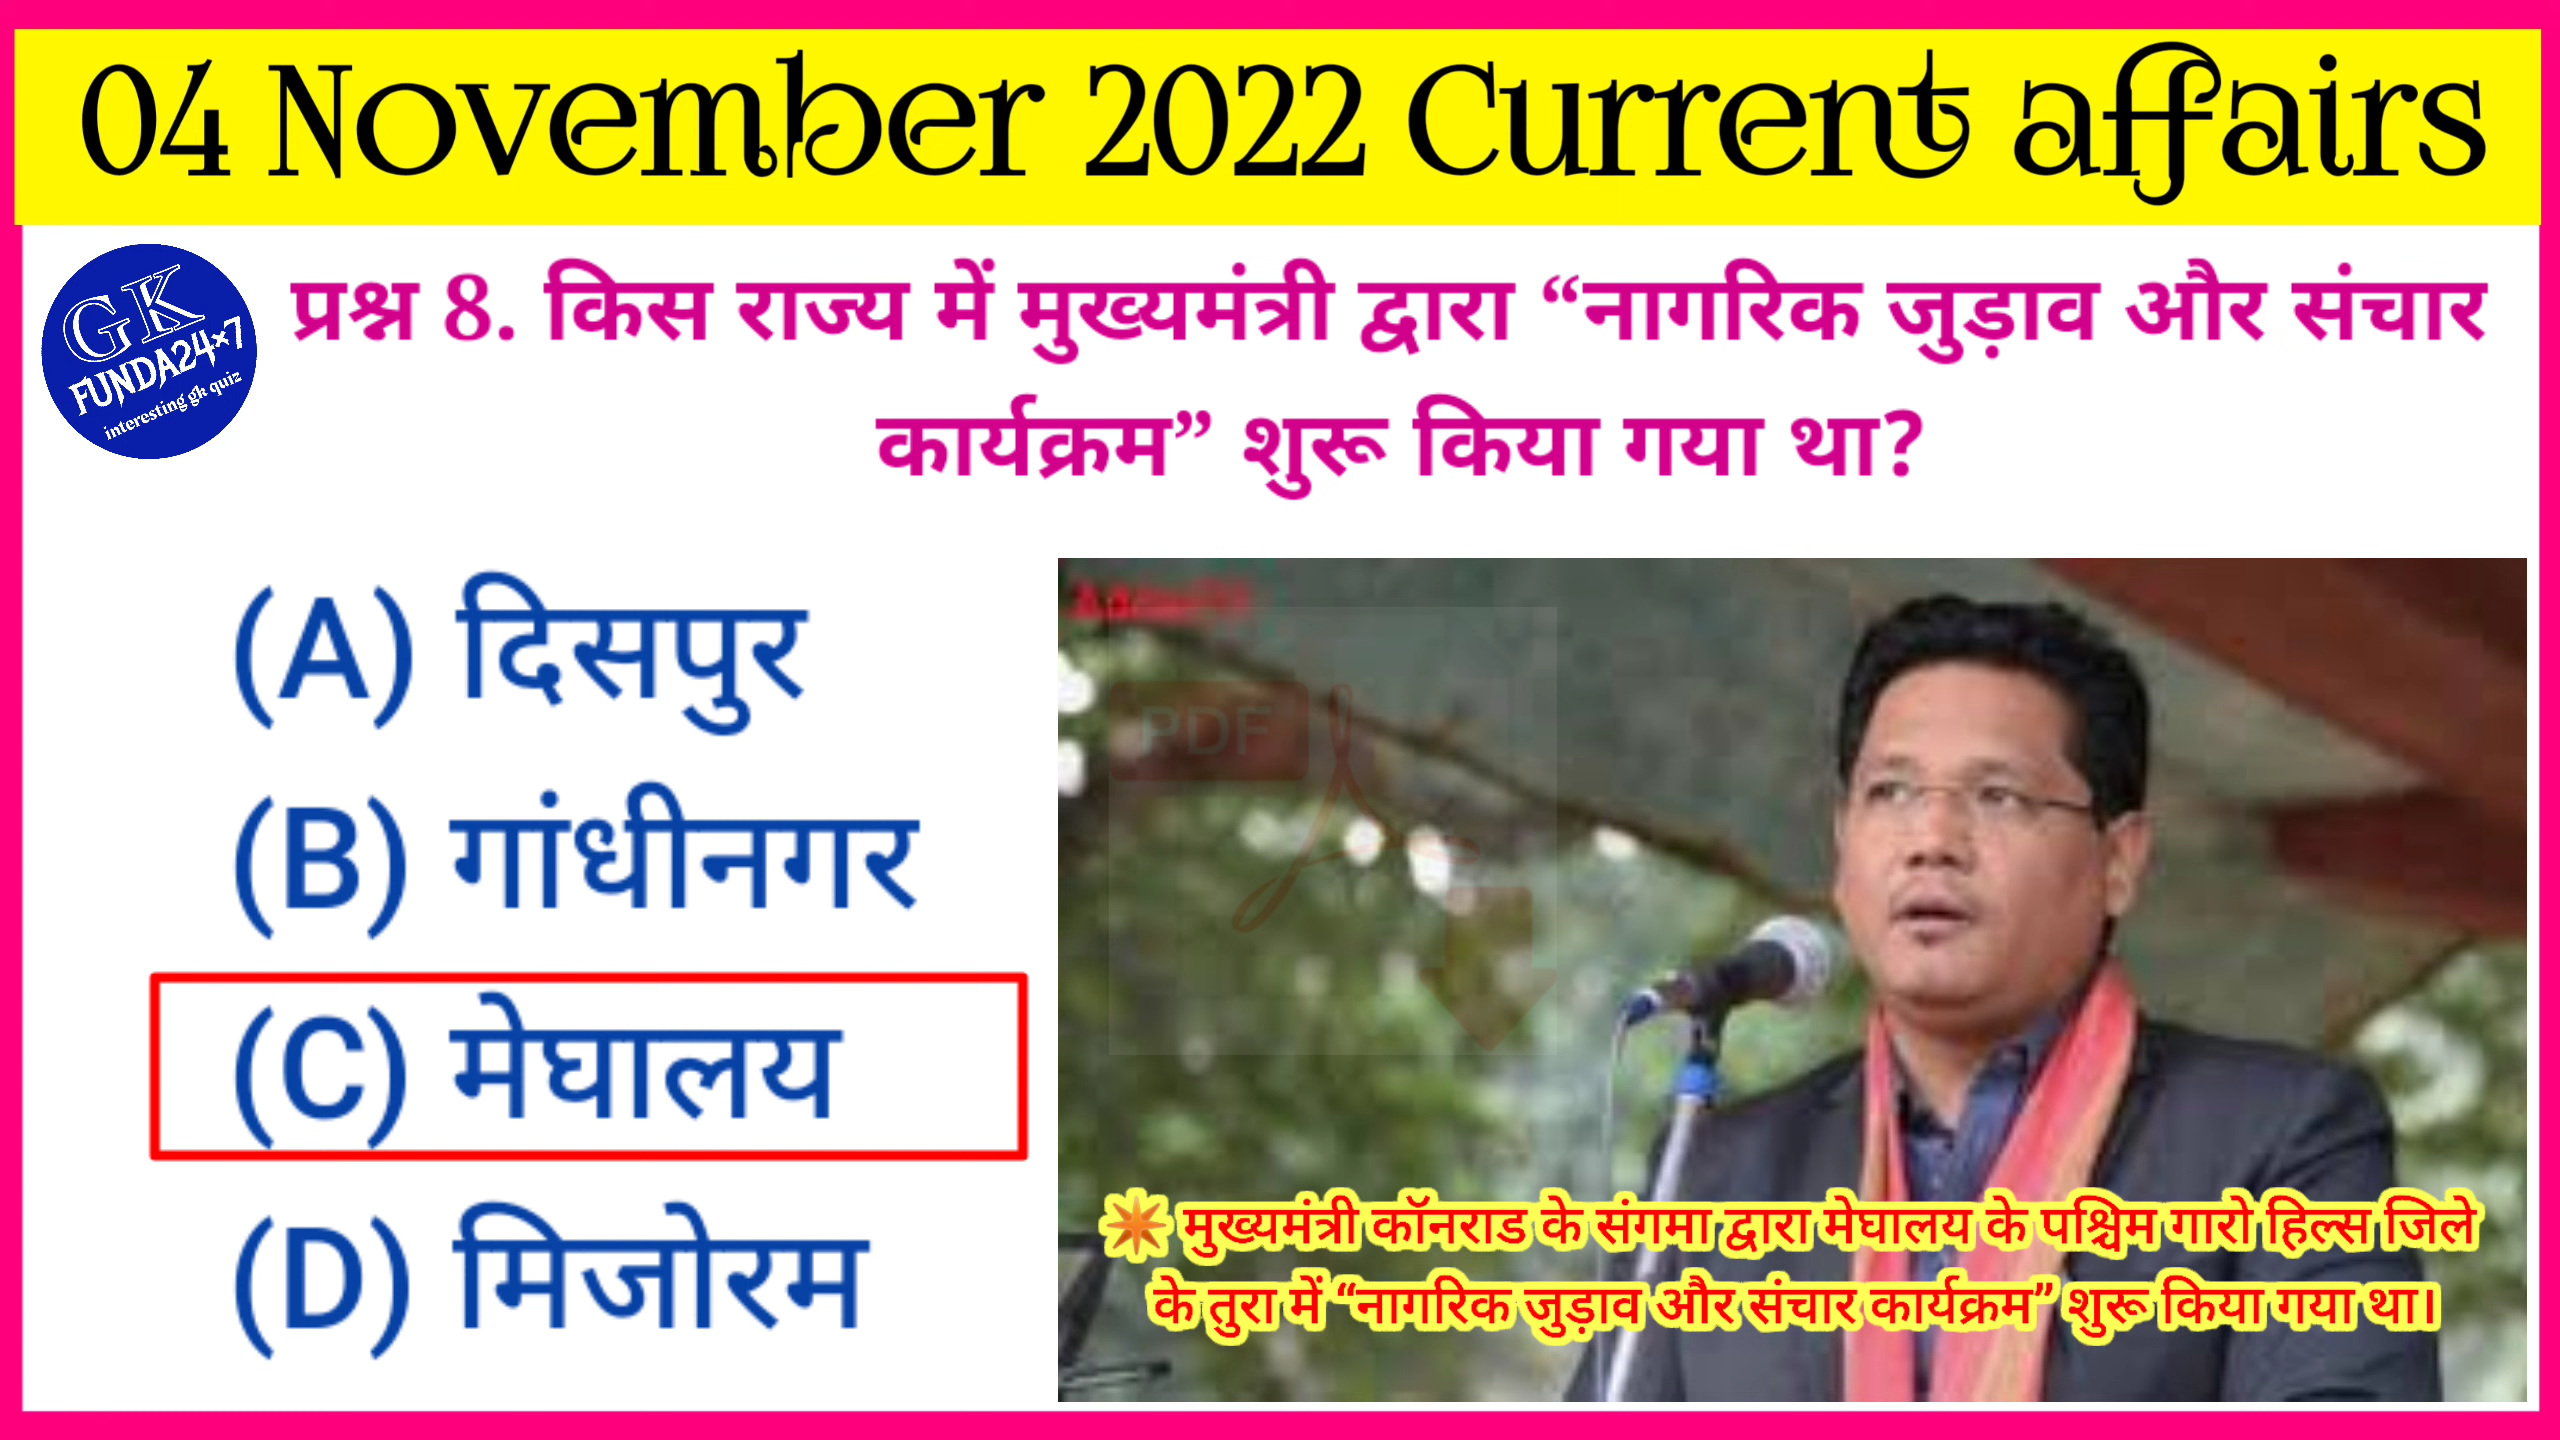 04 November 2022 Current affairs
GK
FUNDA24×7
interesting gk quiz
प्रश्न 8. किस राज्य में मुख्यमंत्री द्वारा “नागरिक जुड़ाव और संचार
कार्यक्रम” शुरू किया गया था?
(A) दिसपुर
(B) गांधीनगर
(C) मेघालय
(D) मिजोरम
PDF
मुख्यमंत्री कॉनराड के संगमा द्वारा मेघालय के पश्चिम गारो हिल्स जिले
के तुरा में “नागरिक जुड़ाव और संचार कार्यक्रम” शुरू किया गया था।